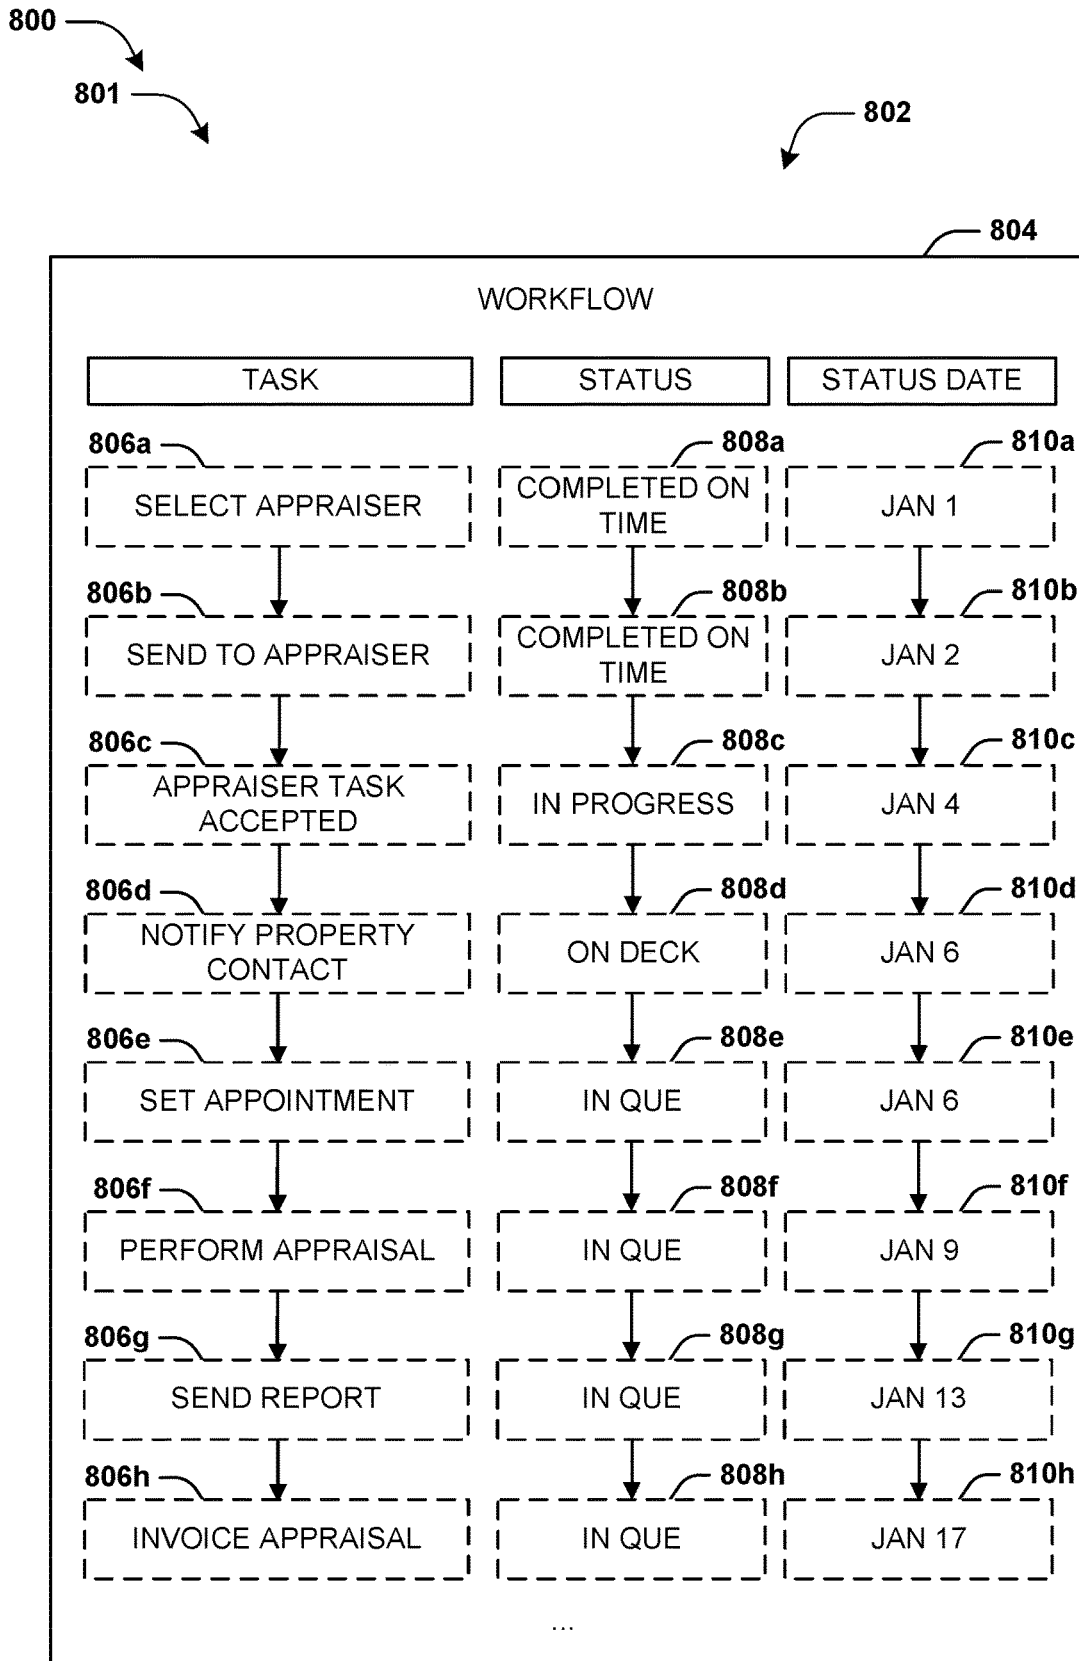 800
801
802
804
WORKFLOW
TASK STATUS STATUS DATE
806a 808a 810a
SELECT APPRAISER
COMPLETED ON
TIME
JAN 1
806b 808b 810b
SEND TO APPRAISER
COMPLETED ON
TIME
JAN 2
806c 808c 810c
APPRAISER TASK
ACCEPTED
IN PROGRESS
JAN 4
806d 808d 810d
NOTIFY PROPERTY
CONTACT
ON DECK
JAN 6
806e 808e 810e
SET APPOINTMENT
IN QUE
JAN 6
806f 808f 810f
PERFORM APPRAISAL
IN QUE
JAN 9
806g 808g 810g
SEND REPORT
IN QUE
JAN 13
806h 808h 810h
INVOICE APPRAISAL
IN QUE
JAN 17
...